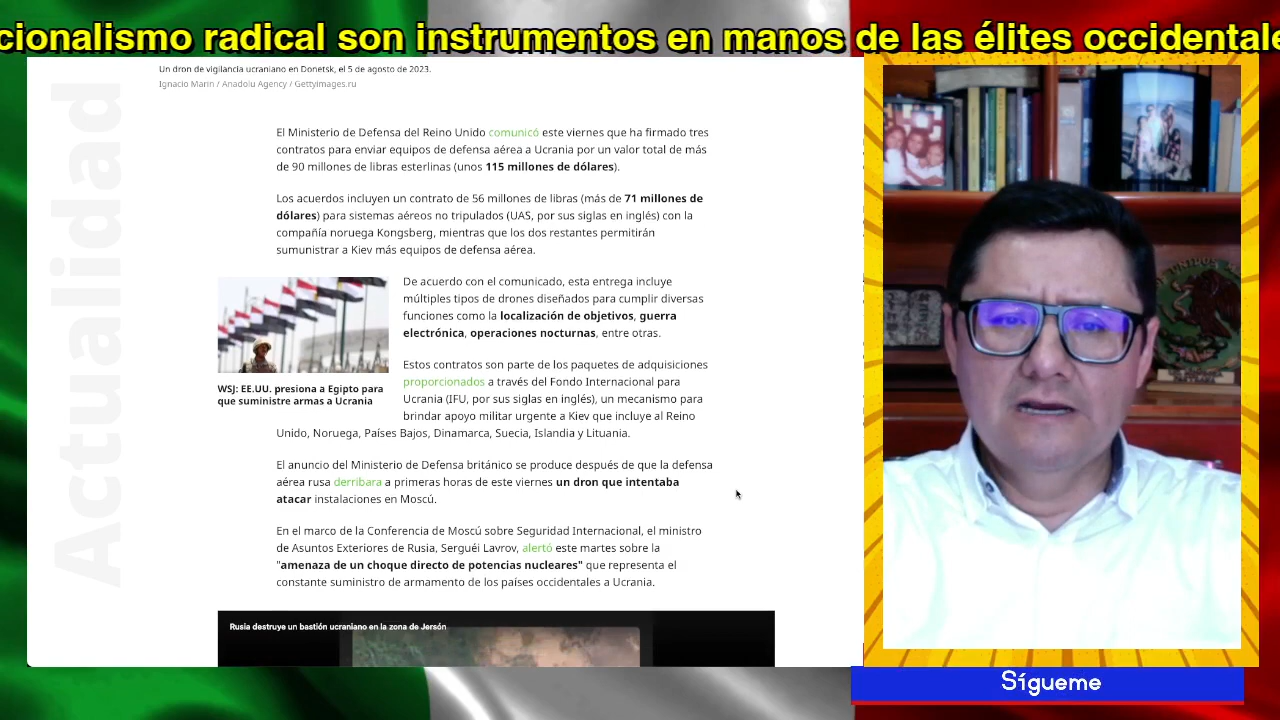 cionalismo radical son instrumentos en manos de las élites occidentale
Un dron de vigilancia ucraniano en Donetsk, el 5 de agosto de 2023.
Ignacio Marin / Anadolu Agency / Gettyimages.ru
Actualidad
El Ministerio de Defensa del Reino Unido comunicó este viernes que ha firmado tres
contratos para enviar equipos de defensa aérea a Ucrania por un valor total de más
de 90 millones de libras esterlinas (unos 115 millones de dólares).
Los acuerdos incluyen un contrato de 56 millones de libras (más de 71 millones de
dólares) para sistemas aéreos no tripulados (UAS, por sus siglas en inglés) con la
compañía noruega Kongsberg, mientras que los dos restantes permitirán
sumunistrar a Kiev más equipos de defensa aérea.
De acuerdo con el comunicado, esta entrega incluye
múltiples tipos de drones diseñados para cumplir diversas
funciones como la localización de objetivos, guerra
electrónica, operaciones nocturnas, entre otras.
WSJ: EE.UU. presiona a Egipto para
que suministre armas a Ucrania
Estos contratos son parte de los paquetes de adquisiciones
proporcionados a través del Fondo Internacional para
Ucrania (IFU, por sus siglas en inglés), un mecanismo para
brindar apoyo militar urgente a Kiev que incluye al Reino
Unido, Noruega, Países Bajos, Dinamarca, Suecia, Islandia y Lituania.
El anuncio del Ministerio de Defensa británico se produce después de que la defensa
aérea rusa derribara a primeras horas de este viernes un dron que intentaba
atacar instalaciones en Moscú.
En el marco de la Conferencia de Moscú sobre Seguridad Internacional, el ministro
de Asuntos Exteriores de Rusia, Serguéi Lavrov, alertó este martes sobre la
"amenaza de un choque directo de potencias nucleares" que representa el
constante suministro de armamento de los países occidentales a Ucrania.
Rusia destruye un bastión ucraniano en la zona de Jersón
Sígueme